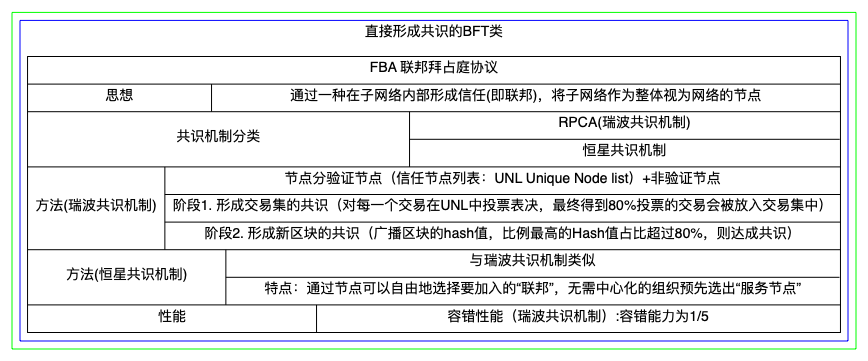 直接形成共识的BFT类
FBA 联邦拜占庭协议
思想
通过一种在子网络内部形成信任(即联邦)，将子网络作为整体视为网络的节点
共识机制分类
RPCA(瑞波共识机制)
恒星共识机制
方法(瑞波共识机制)
节点分验证节点（信任节点列表：UNL Unique Node list）+非验证节点
阶段1. 形成交易集的共识（对每一个交易在UNL中投票表决，最终得到80%投票的交易会被放入交易集中）
阶段2. 形成新区块的共识（广播区块的hash值，比例最高的Hash值占比超过80%，则达成共识）
方法(恒星共识机制)
与瑞波共识机制类似
特点：通过节点可以自由地选择要加入的“联邦”，无需中心化的组织预先选出“服务节点”
性能
容错性能（瑞波共识机制）:容错能力为1/5